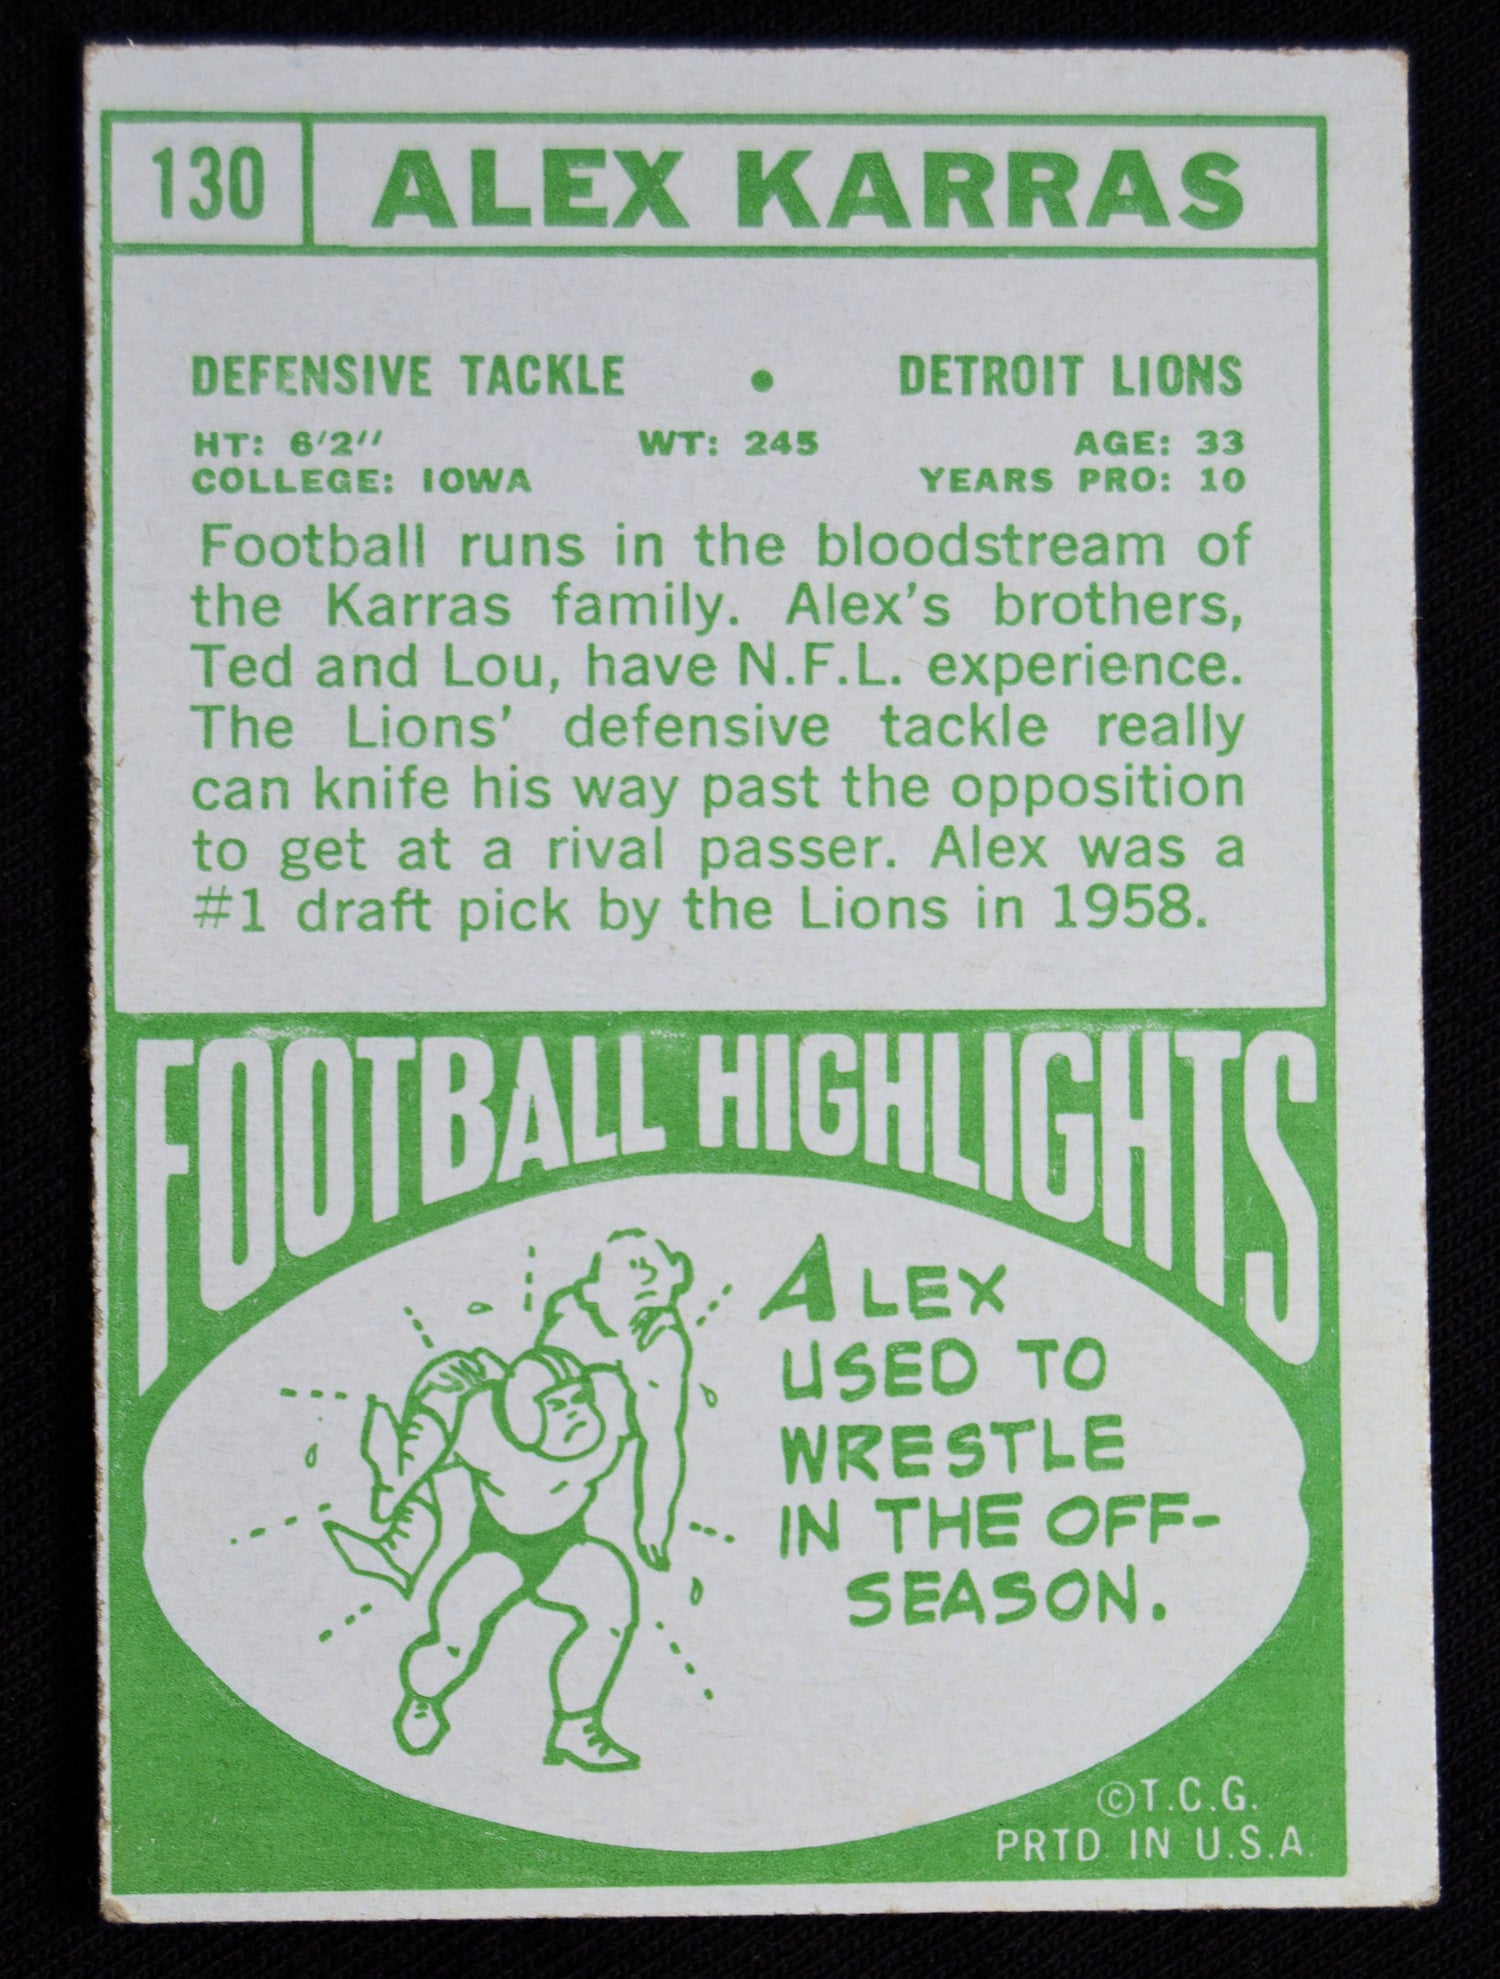 130 ALEX KARRAS
DEFENSIVE TACKLE • DETROIT LIONS
HT: 6'2" WT: 245 AGE: 33
COLLEGE: IOWA YEARS PRO: 10
Football runs in the bloodstream of
the Karras family. Alex's brothers,
Ted and Lou, have N.F.L. experience.
The Lions' defensive tackle really
can knife his way past the opposition
to get at a rival passer. Alex was a
#1 draft pick by the Lions in 1958.
FOOTBALL HIGHLIGHTS
ALEX
USED TO
WRESTLE
IN THE OFF-
SEASON.
©T.C.G.
PRTD IN U.S.A.